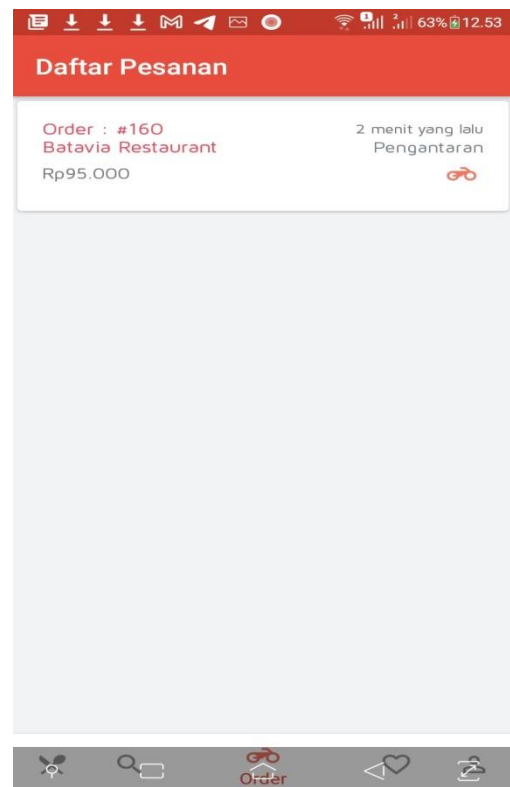 63% 12.53
Daftar Pesanan
Order : #160
2 menit yang lalu
Batavia Restaurant
Pengantaran
Rp95.000
Order